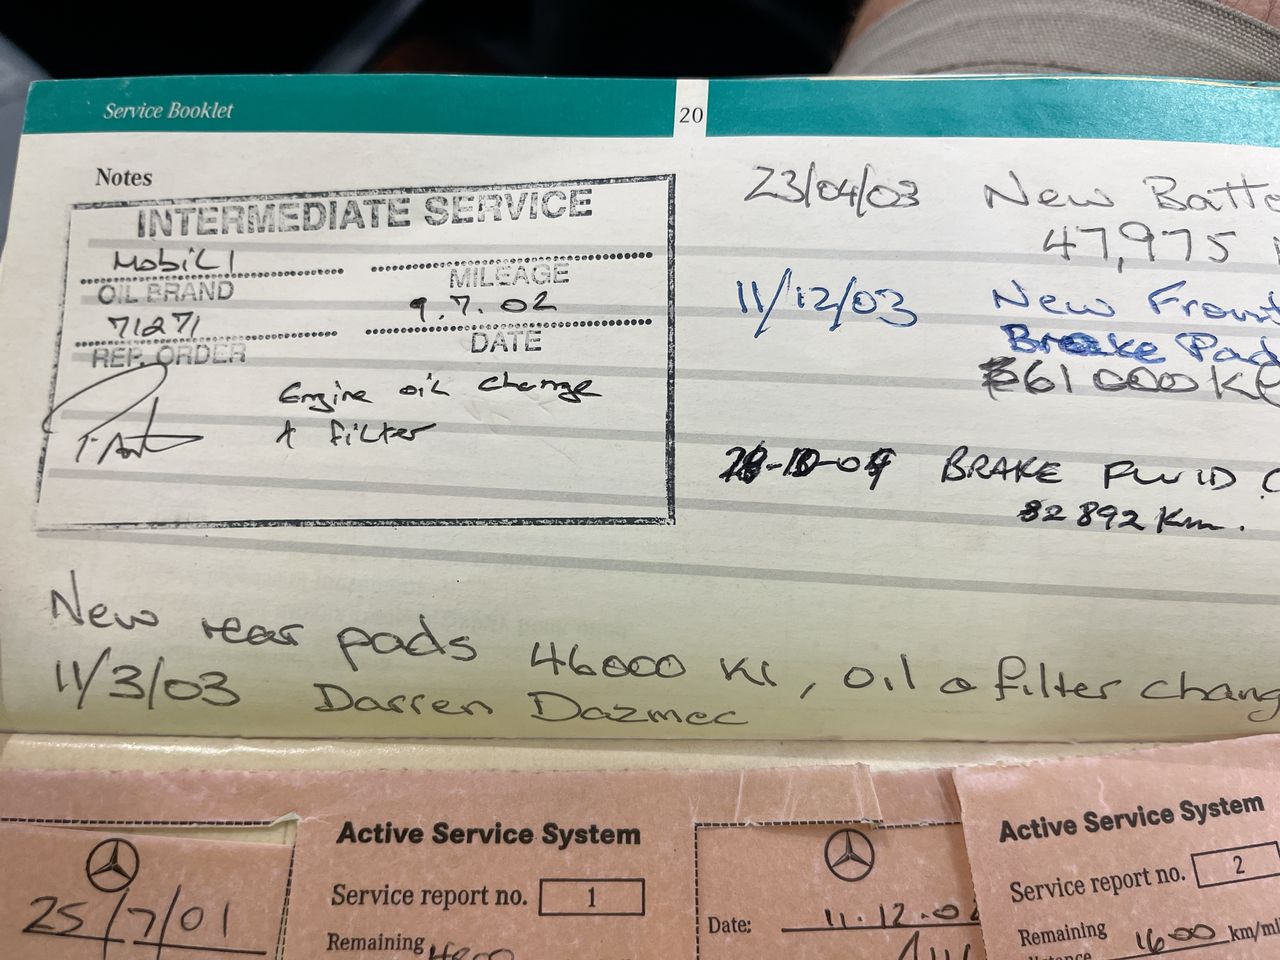 Service Booklet
20
Notes
INTERMEDIATE SERVICE
Mobil 1
OIL BRAND
MILEAGE
71271
9.7.02
REP. ORDER
DATE
Engine oil change
& filter
23/04/03 New Batte
47,975
11/12/03 New Front
Brake Pad
61000 K
BRAKE FLUID C
82892 Km.
New rear pads 46000 Kl, oil & filter chang
11/3/03 Darren Dazmec
25/7/01
Active Service System
Service report no. 1
Remaining
Date: 11.12.0
Active Service System
Service report no. 2
Remaining 1600 km/mi